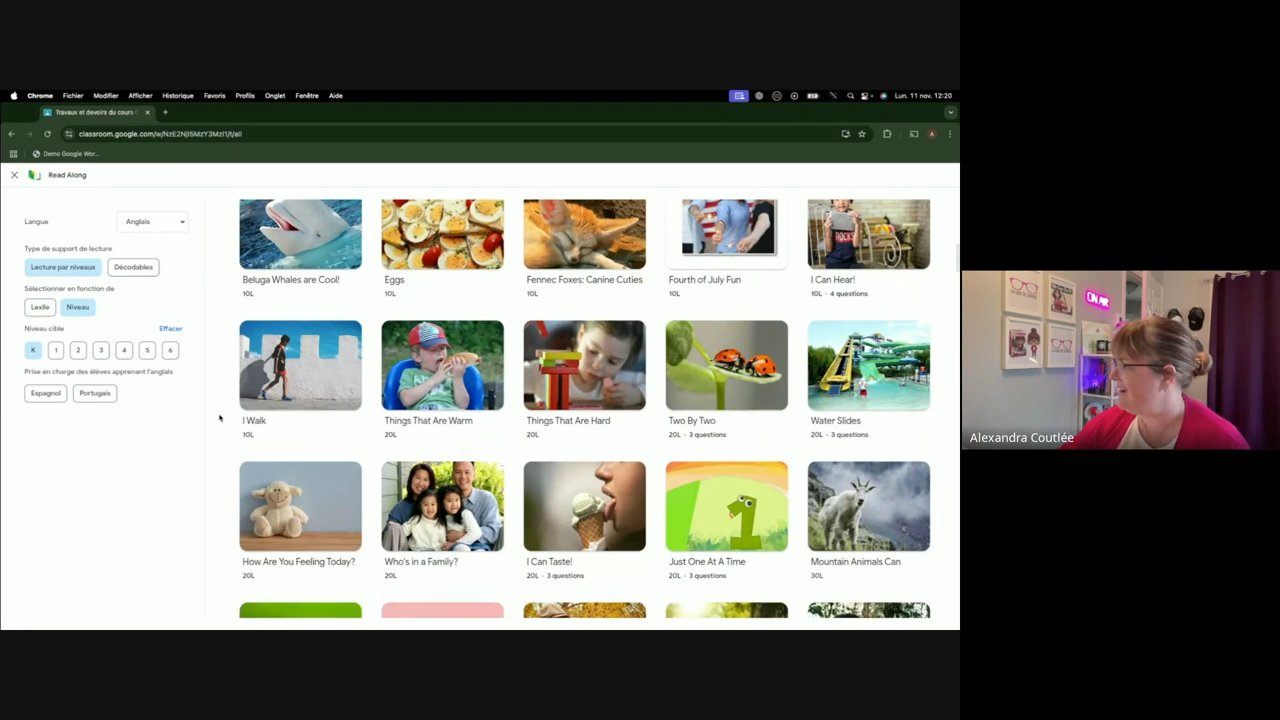 Chrome Fichier Modifier Afficher Historique Favoris Profils Onglet Fenêtre Aide Lun. 11 nov. 12:20
Travaux et devoirs du cours
classroom.google.com/w/NzE2NjI5MzY3MzI1/t/all
Demo Google Wor...
Read Along
Langue Anglais
Type de support de lecture
Lecture par niveaux Décodables
Sélectionner en fonction de
Lexile Niveau
Niveau cible Effacer
K 1 2 3 4 5 6
Prise en charge des élèves apprenant l'anglais
Espagnol Portugais
ROCKS
Beluga Whales are Cool! Eggs Fennec Foxes: Canine Cuties Fourth of July Fun I Can Hear!
10L 10L 10L 10L 10L · 4 questions
I Walk Things That Are Warm Things That Are Hard Two By Two Water Slides
10L 20L 20L 20L · 3 questions 20L · 3 questions
How Are You Feeling Today? Who's in a Family? I Can Taste! Just One At A Time Mountain Animals Can
20L 20L 20L · 3 questions 20L · 3 questions 30L
ON AIR
Alexandra Coutlée